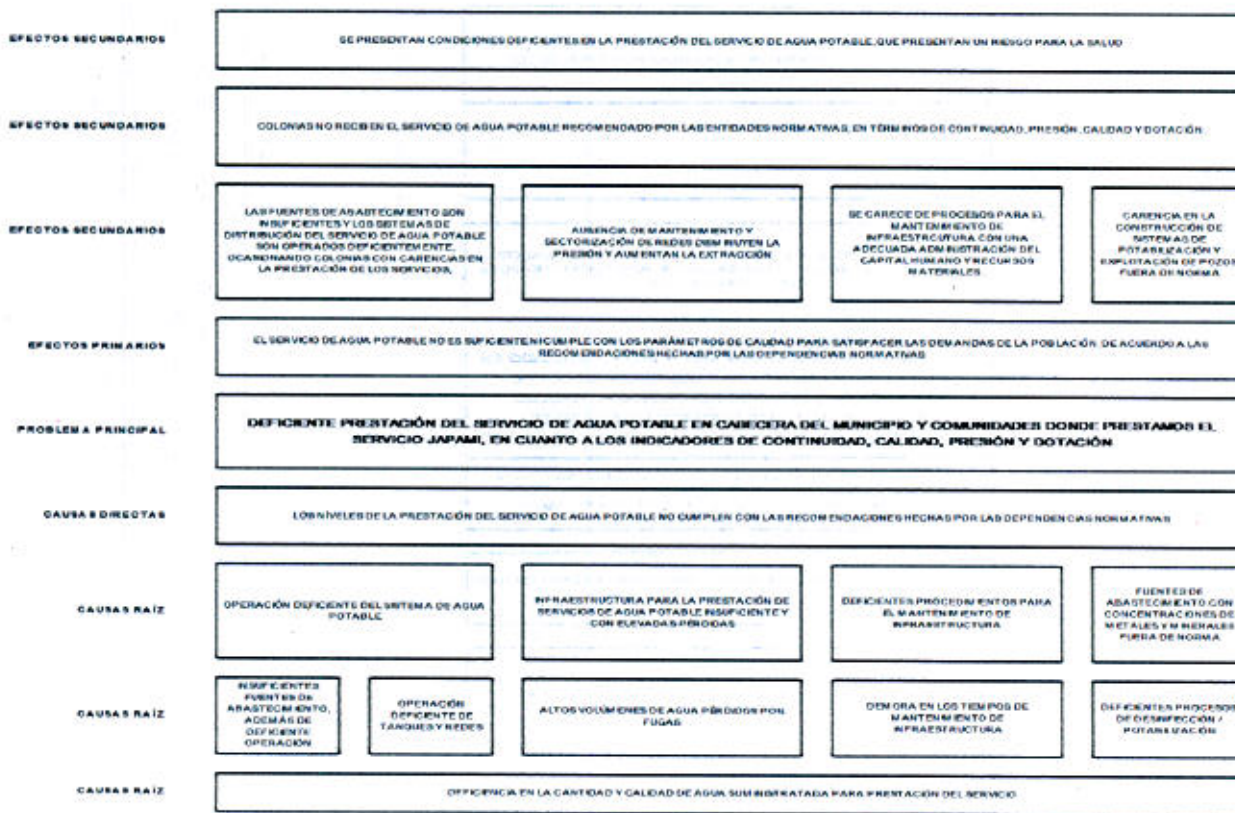 EFECTOS SECUNDARIOS
SE PRESENTAN CONDICIONES DEFICIENTES EN LA PRESTACIÓN DEL SERVICIO DE AGUA POTABLE, QUE PRESENTAN UN RIESGO PARA LA SALUD
EFECTOS SECUNDARIOS
COLONIAS NO RECIBEN EL SERVICIO DE AGUA POTABLE RECOMENDADO POR LAS ENTIDADES NORMATIVAS, EN TÉRMINOS DE CONTINUIDAD, PRESIÓN, CALIDAD Y DOTACIÓN.
EFECTOS SECUNDARIOS
LAS FUENTES DE ABASTECIMIENTO SON
INSUFICIENTES Y LOS SISTEMAS DE
DISTRIBUCIÓN DEL SERVICIO DE AGUA POTABLE
SON OPERADOS DEFICIENTEMENTE,
OCASIONANDO COLONIAS CON CARENCIAS EN
LA PRESTACIÓN DE LOS SERVICIOS,
AUSENCIA DE MANTENIMIENTO Y
SECTORIZACIÓN DE REDES DISMINUYEN LA
PRESIÓN Y AUMENTAN LA EXTRACCIÓN
SE CARECE DE PROCESOS PARA EL
MANTENIMIENTO DE
INFRAESTRCUTURA CON UNA
ADECUADA ADMINISTRACIÓN DEL
CAPITAL HUMANO Y RECURSOS
MATERIALES
CARENCIA EN LA
CONSTRUCCIÓN DE
SISTEMAS DE
POTABILIZACIÓN Y
EXPLOTACIÓN DE POZOS
FUERA DE NORMA
EFECTOS PRIMARIOS
EL SERVICIO DE AGUA POTABLE NO ES SUFICIENTE NI CUMPLE CON LOS PARÁMETROS DE CALIDAD PARA SATISFACER LAS DEMANDAS DE LA POBLACIÓN DE ACUERDO A LAS
RECOMENDACIONES HECHAS POR LAS DEPENDENCIAS NORMATIVAS
PROBLEMA PRINCIPAL
DEFICIENTE PRESTACIÓN DEL SERVICIO DE AGUA POTABLE EN CABECERA DEL MUNICIPIO Y COMUNIDADES DONDE PRESTAMOS EL
SERVICIO JAPAMI, EN CUANTO A LOS INDICADORES DE CONTINUIDAD, CALIDAD, PRESIÓN Y DOTACIÓN
CAUSAS DIRECTAS
LOS NÍVELES DE LA PRESTACIÓN DEL SERVICIO DE AGUA POTABLE NO CUMPLEN CON LAS RECOMENDACIONES HECHAS POR LAS DEPENDENCIAS NORMATIVAS
CAUSAS RAÍZ
OPERACIÓN DEFICIENTE DEL SISTEMA DE AGUA
POTABLE
INFRAESTRUCTURA PARA LA PRESTACIÓN DE
SERVICIOS DE AGUA POTABLE INSUFICIENTE Y
CON ELEVADAS PÉRDIDAS
DEFICIENTES PROCEDIMIENTOS PARA
EL MANTENIMIENTO DE
INFRAESTRUCTURA
FUENTES DE
ABASTECIMIENTO CON
CONCENTRACIONES DE
METALES Y MINERALES
FUERA DE NORMA
CAUSAS RAÍZ
INSUFICIENTES
FUENTES DE
ABASTECIMIENTO,
ADEMÁS DE
DEFICIENTE
OPERACIÓN
OPERACIÓN
DEFICIENTE DE
TANQUES Y REDES
ALTOS VOLÚMENES DE AGUA PÉRDIDOS POR
FUGAS
DEMORA EN LOS TIEMPOS DE
MANTENIMIENTO DE
INFRAESTRUCTURA
DEFICIENTES PROCESOS
DE DESINFECCIÓN /
POTABILIZACIÓN
CAUSAS RAÍZ
DEFICIENCIA EN LA CANTIDAD Y CALIDAD DE AGUA SUMINISTRATADA PARA PRESTACIÓN DEL SERVICIO